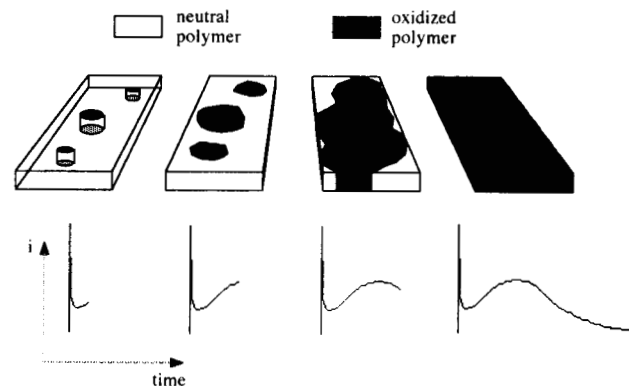 neutral
polymer
oxidized
polymer
i
time